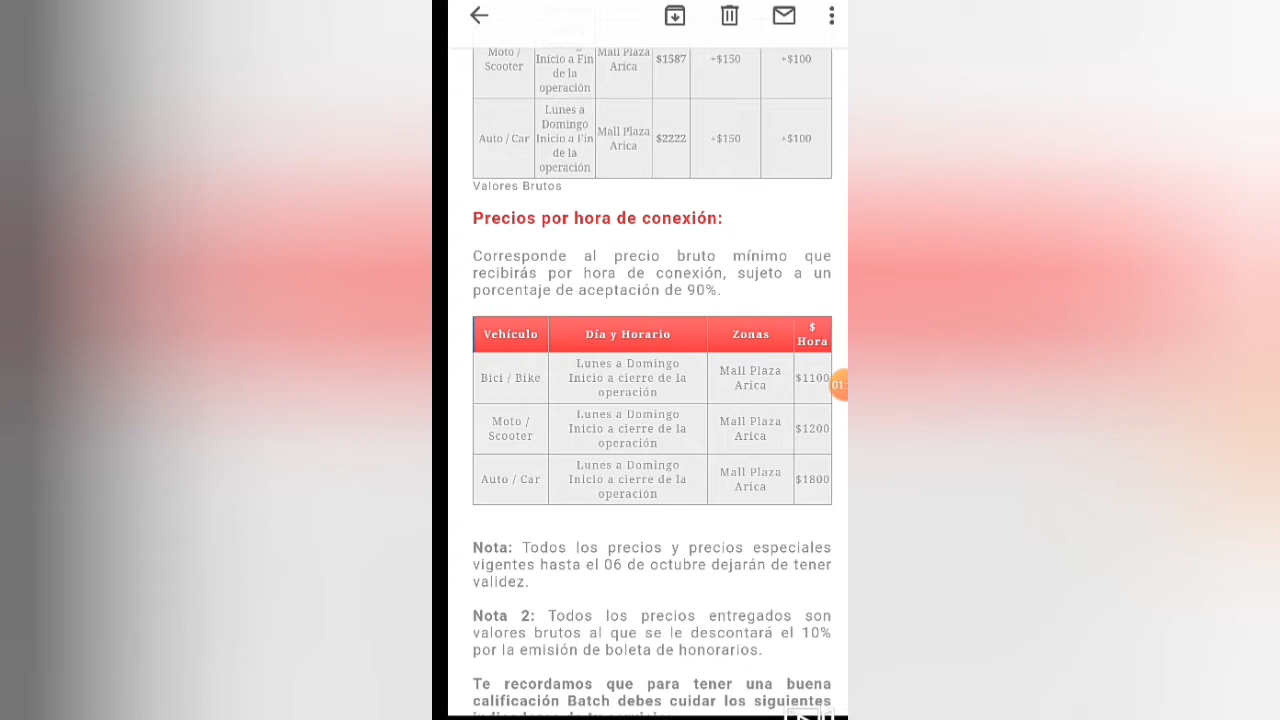 Moto / Scooter
Inicio a Fin de la operación
Mall Plaza Arica
$1587
+$150
+$100
Auto / Car
Lunes a Domingo Inicio a Fin de la operación
Mall Plaza Arica
$2222
+$150
+$100
Valores Brutos
Precios por hora de conexión:
Corresponde al precio bruto mínimo que
recibirás por hora de conexión, sujeto a un
porcentaje de aceptación de 90%.
Vehículo
Día y Horario
Zonas
$ Hora
Bici / Bike
Lunes a Domingo
Inicio a cierre de la
operación
Mall Plaza
Arica
$1100
Moto /
Scooter
Lunes a Domingo
Inicio a cierre de la
operación
Mall Plaza
Arica
$1200
Auto / Car
Lunes a Domingo
Inicio a cierre de la
operación
Mall Plaza
Arica
$1800
01:
Nota: Todos los precios y precios especiales
vigentes hasta el 06 de octubre dejarán de tener
validez.
Nota 2: Todos los precios entregados son
valores brutos al que se le descontará el 10%
por la emisión de boleta de honorarios.
Te recordamos que para tener una buena
calificación Batch debes cuidar los siguientes